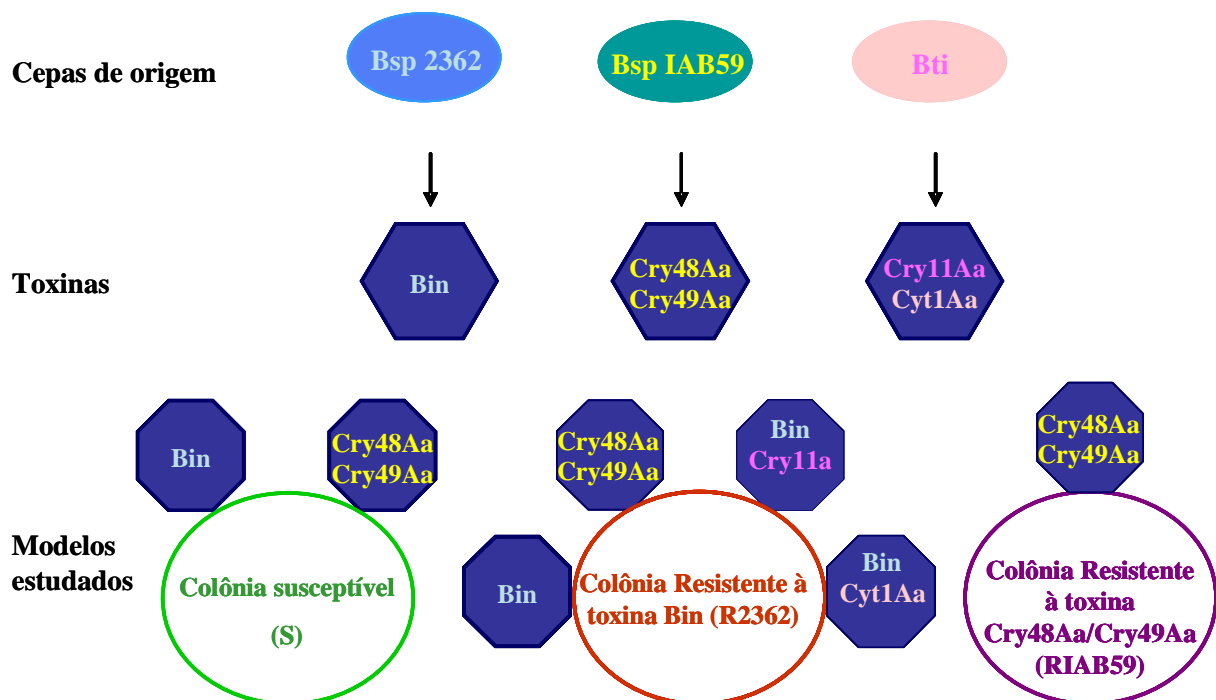 Cepas de origem
Bsp 2362
Bsp IAB59
Bti
Toxinas
Bin
Cry48Aa
Cry49Aa
Cry11Aa
Cyt1Aa
Modelos
estudados
Bin
Cry48Aa
Cry49Aa
Colônia susceptível
(S)
Cry48Aa
Cry49Aa
Bin
Cry11a
Bin
Bin
Cyt1Aa
Colônia Resistente à
toxina Bin (R2362)
Cry48Aa
Cry49Aa
Colônia Resistente
à toxina
Cry48Aa/Cry49Aa
(RIAB59)